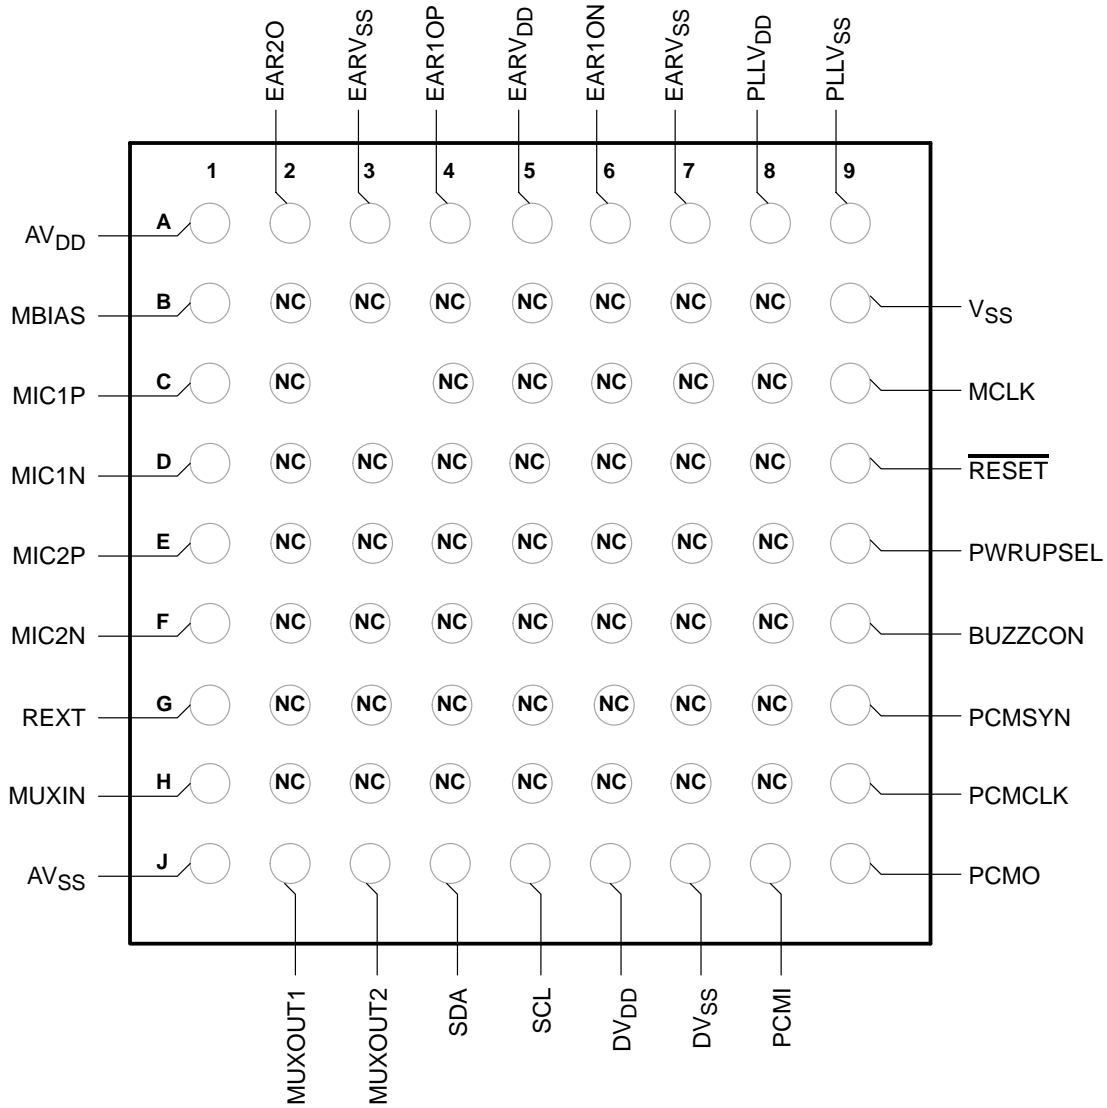 EAR2O EARVSS EAR1OP EARVDD EAR1ON EARVSS PLLVDD PLLVSS
1 2 3 4 5 6 7 8 9
AVDD A
MBIAS B NC NC NC NC NC NC NC VSS
MIC1P C NC NC NC NC NC NC MCLK
MIC1N D NC NC NC NC NC NC NC RESET
MIC2P E NC NC NC NC NC NC NC PWRUPSEL
MIC2N F NC NC NC NC NC NC NC BUZZCON
REXT G NC NC NC NC NC NC NC PCMSYN
MUXIN H NC NC NC NC NC NC NC PCMCLK
AVSS J PCMO
MUXOUT1 MUXOUT2 SDA SCL DVDD DVSS PCMI